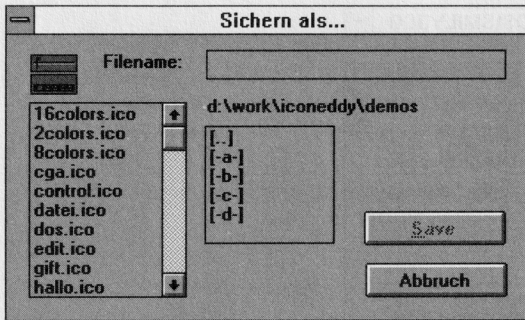 Sichern als...
Filename:
d:\work\iconeddy\demos
16colors.ico
2colors.ico
8colors.ico
cga.ico
control.ico
datei.ico
dos.ico
edit.ico
gift.ico
hallo.ico
[..]
[-a-]
[-b-]
[-c-]
[-d-]
Save
Abbruch